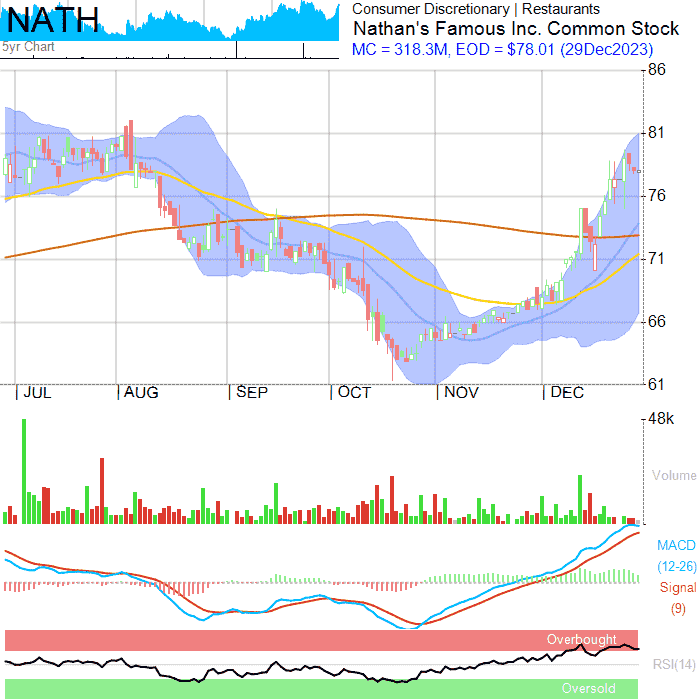 NATH
5yr Chart
Consumer Discretionary | Restaurants
Nathan's Famous Inc. Common Stock
MC = 318.3M, EOD = $78.01 (29Dec2023)
86
81
76
71
66
61
JUL AUG SEP OCT NOV DEC
48k
Volume
MACD
(12-26)
Signal
(9)
Overbought
RSI(14)
Oversold